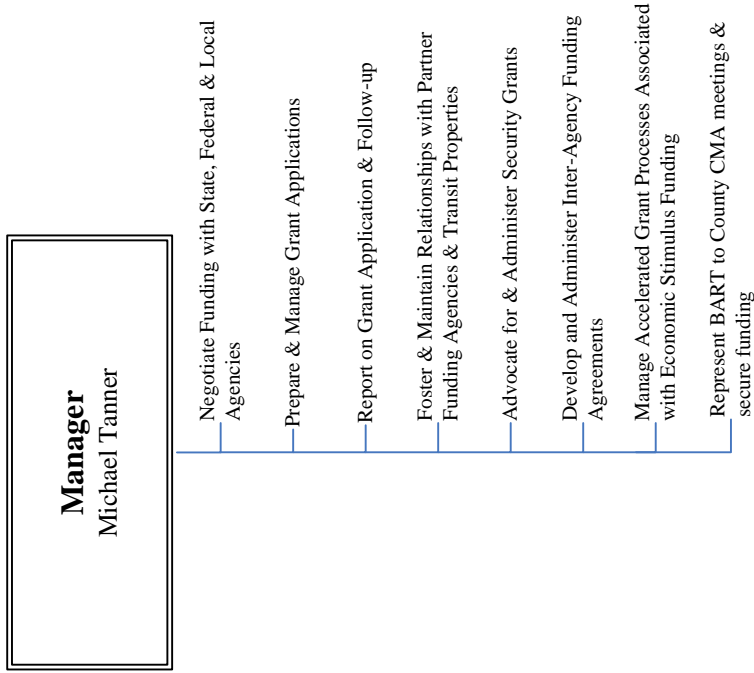 Manager
Michael Tanner
Negotiate Funding with State, Federal & Local
Agencies
Prepare & Manage Grant Applications
Report on Grant Application & Follow-up
Foster & Maintain Relationships with Partner
Funding Agencies & Transit Properties
Advocate for & Administer Security Grants
Develop and Administer Inter-Agency Funding
Agreements
Manage Accelerated Grant Processes Associated
with Economic Stimulus Funding
Represent BART to County CMA meetings &
secure funding